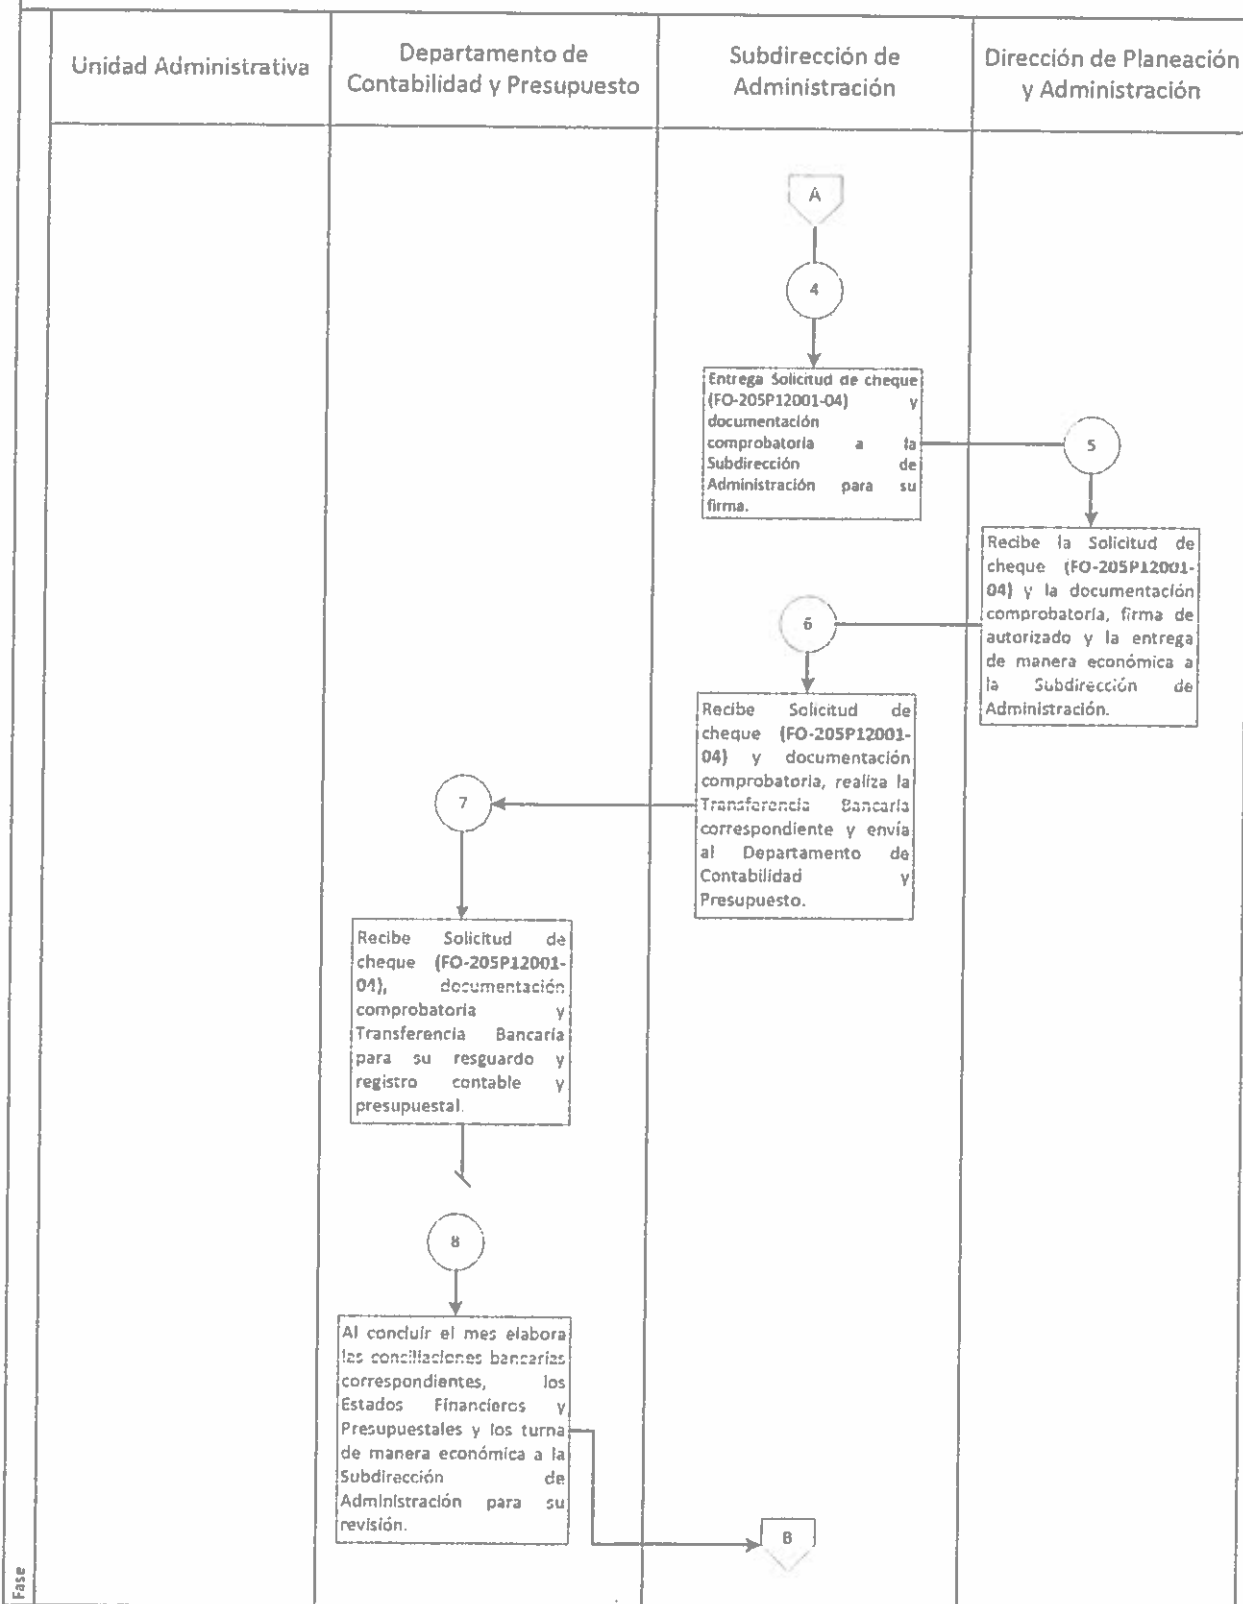 Unidad Administrativa
Departamento de
Contabilidad y Presupuesto
Subdirección de
Administración
Dirección de Planeación
y Administración
A
4
Entrega Solicitud de cheque
(FO-205P12001-04) y
documentación
comprobatoria a la
Subdirección de
Administración para su
firma.
5
Recibe la Solicitud de
cheque (FO-205P12001-
04) y la documentación
comprobatoria, firma de
autorizado y la entrega
de manera económica a
la Subdirección de
Administración.
6
Recibe Solicitud de
cheque (FO-205P12001-
04) y documentación
comprobatoria, realiza la
Transferencia Bancaria
correspondiente y envía
al Departamento de
Contabilidad y
Presupuesto.
7
Recibe Solicitud de
cheque (FO-205P12001-
04), documentación
comprobatoria y
Transferencia Bancaria
para su resguardo y
registro contable y
presupuestal.
8
Al concluir el mes elabora
las conciliaciones bancarias
correspondientes, los
Estados Financieros y
Presupuestales y los turna
de manera económica a la
Subdirección de
Administración para su
revisión.
B
Fase